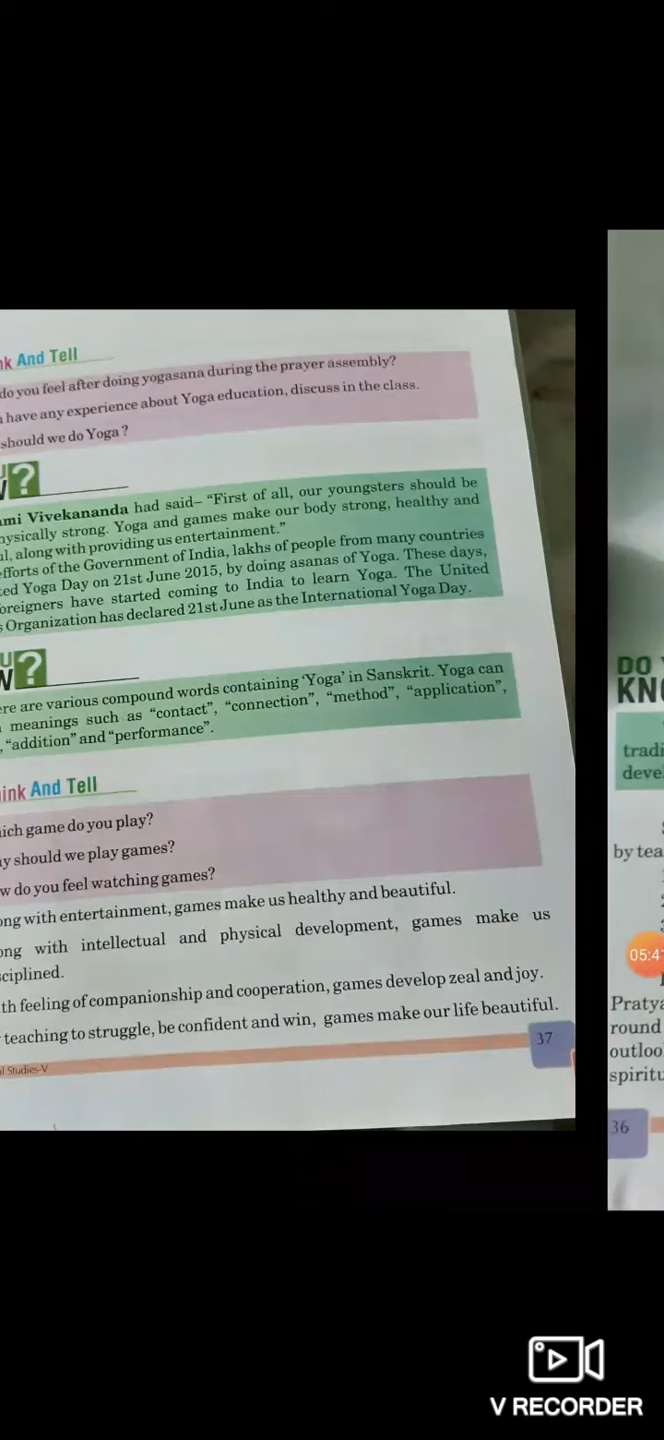 nk And Tell
do you feel after doing yogasana during the prayer assembly?
have any experience about Yoga education, discuss in the class.
should we do Yoga ?
?
ami Vivekananda had said– “First of all, our youngsters should be
hysically strong. Yoga and games make our body strong, healthy and
ul, along with providing us entertainment.”
efforts of the Government of India, lakhs of people from many countries
ted Yoga Day on 21st June 2015, by doing asanas of Yoga. These days,
oreigners have started coming to India to learn Yoga. The United
s Organization has declared 21st June as the International Yoga Day.
U
W?
ere are various compound words containing ‘Yoga’ in Sanskrit. Yoga can
meanings such as “contact”, “connection”, “method”, “application”,
, “addition” and “performance”.
ink And Tell
ich game do you play?
y should we play games?
w do you feel watching games?
ong with entertainment, games make us healthy and beautiful.
ong with intellectual and physical development, games make us
sciplined.
th feeling of companionship and cooperation, games develop zeal and joy.
teaching to struggle, be confident and win, games make our life beautiful.
37
l Studies-V
DO
KN
tradi
deve
by tea
05:4
Pratya
round
outloo
spiritu
36
V RECORDER